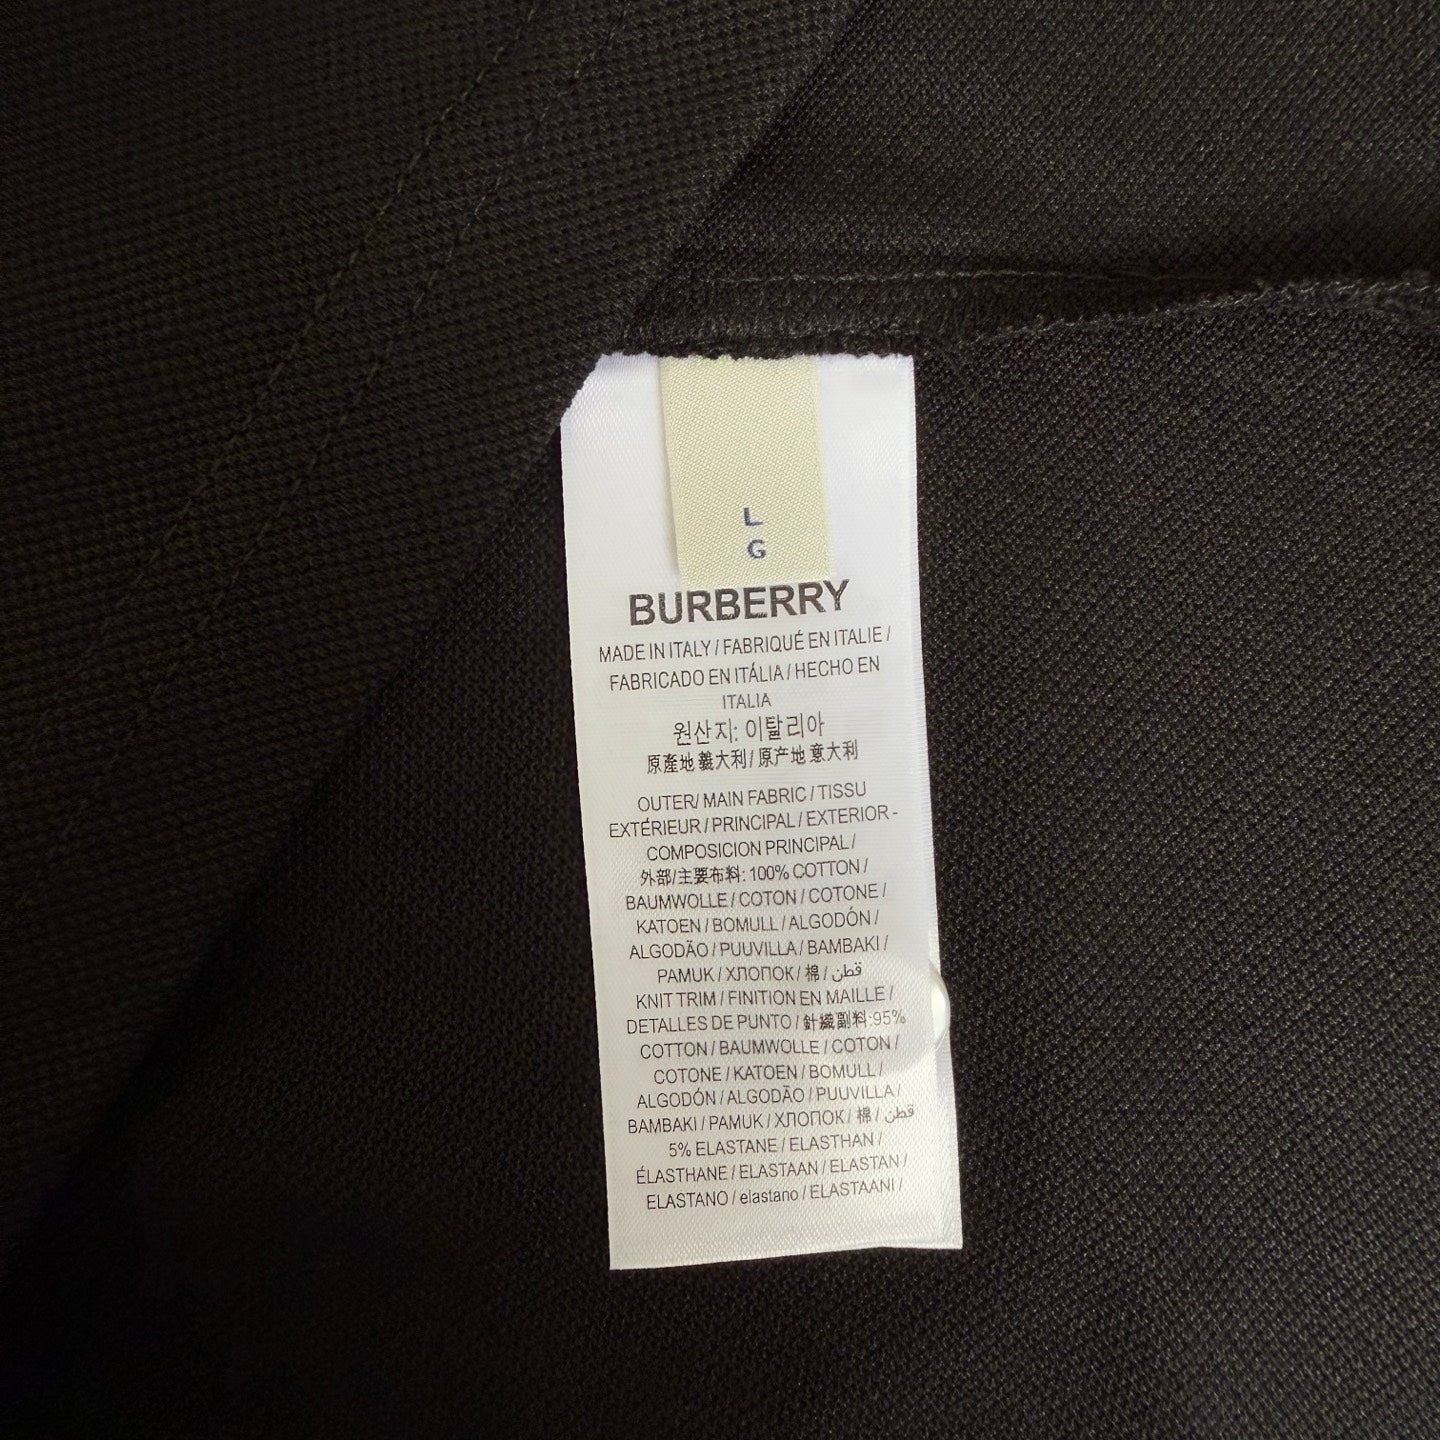 L
G
BURBERRY
MADE IN ITALY / FABRIQUÉ EN ITALIE /
FABRICADO EN ITÁLIA / HECHO EN
ITALIA
원산지: 이탈리아
原產地 義大利 / 原产地 意大利
OUTER/ MAIN FABRIC / TISSU
EXTÉRIEUR / PRINCIPAL / EXTERIOR -
COMPOSICION PRINCIPAL /
外部/主要布料: 100% COTTON /
BAUMWOLLE / COTON / COTONE /
KATOEN / BOMULL / ALGODÓN /
ALGODÃO / PUUVILLA / BAMBAKI /
PAMUK / ХЛОПОК / 棉 / قطن
KNIT TRIM / FINITION EN MAILLE /
DETALLES DE PUNTO / 針織副料:95%
COTTON / BAUMWOLLE / COTON /
COTONE / KATOEN / BOMULL /
ALGODÓN / ALGODÃO / PUUVILLA /
BAMBAKI / PAMUK / ХЛОПОК / 棉 / قطن
5% ELASTANE / ELASTHAN /
ÉLASTHANE / ELASTAAN / ELASTAN /
ELASTANO / elastano / ELASTAANI /